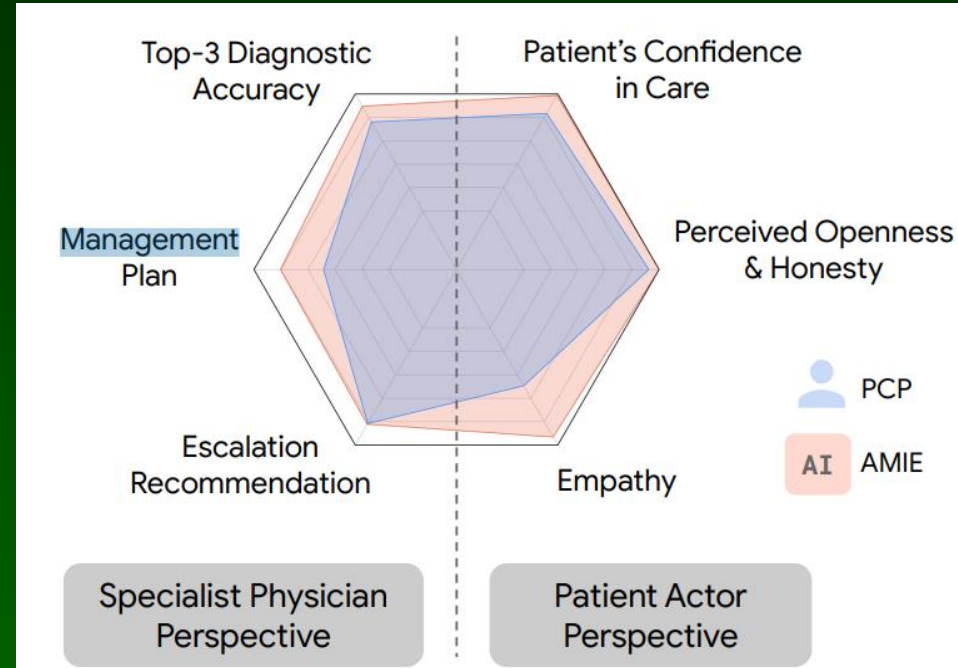 Top-3 Diagnostic
Accuracy
Patient’s Confidence
in Care
Management
Plan
Perceived Openness
& Honesty
PCP
AI AMIE
Escalation
Recommendation
Empathy
Specialist Physician
Perspective
Patient Actor
Perspective